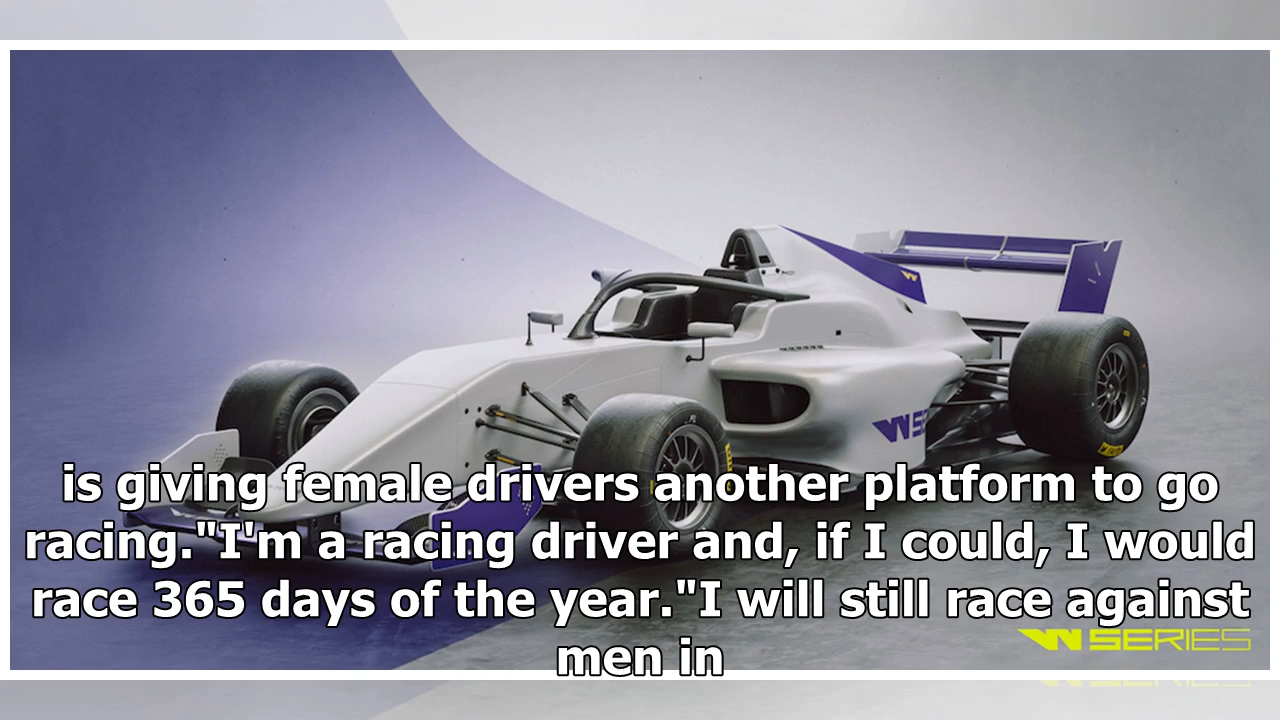 is giving female drivers another platform to go
racing."I'm a racing driver and, if I could, I would
race 365 days of the year."I will still race against
men in
W SERIES